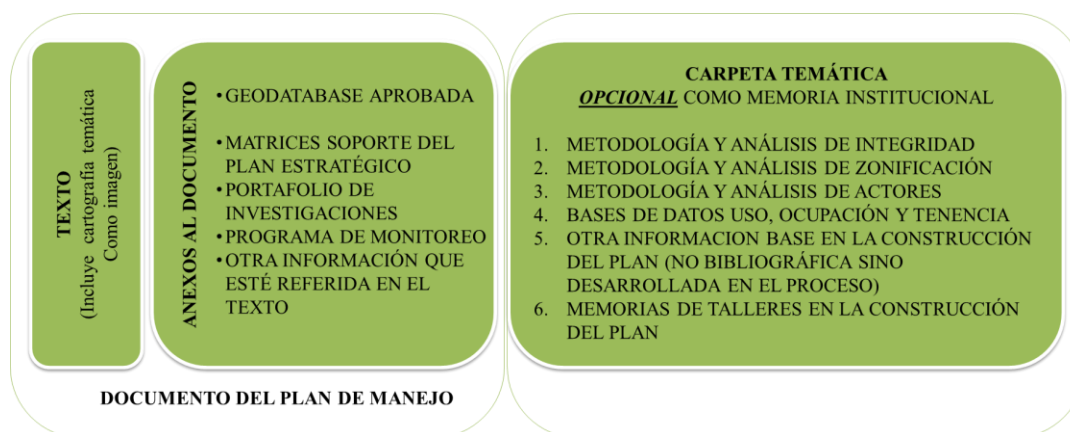 TEXTO
(Incluye cartografía temática
Como imagen)
ANEXOS AL DOCUMENTO
•GEODATABASE APROBADA
•MATRICES SOPORTE DEL
PLAN ESTRATÉGICO
•PORTAFOLIO DE
INVESTIGACIONES
•PROGRAMA DE MONITOREO
•OTRA INFORMACIÓN QUE
ESTÉ REFERIDA EN EL
TEXTO
DOCUMENTO DEL PLAN DE MANEJO
CARPETA TEMÁTICA
OPCIONAL COMO MEMORIA INSTITUCIONAL
1. METODOLOGÍA Y ANÁLISIS DE INTEGRIDAD
2. METODOLOGÍA Y ANÁLISIS DE ZONIFICACIÓN
3. METODOLOGÍA Y ANÁLISIS DE ACTORES
4. BASES DE DATOS USO, OCUPACIÓN Y TENENCIA
5. OTRA INFORMACION BASE EN LA CONSTRUCCIÓN
DEL PLAN (NO BIBLIOGRÁFICA SINO
DESARROLLADA EN EL PROCESO)
6. MEMORIAS DE TALLERES EN LA CONSTRUCCIÓN
DEL PLAN